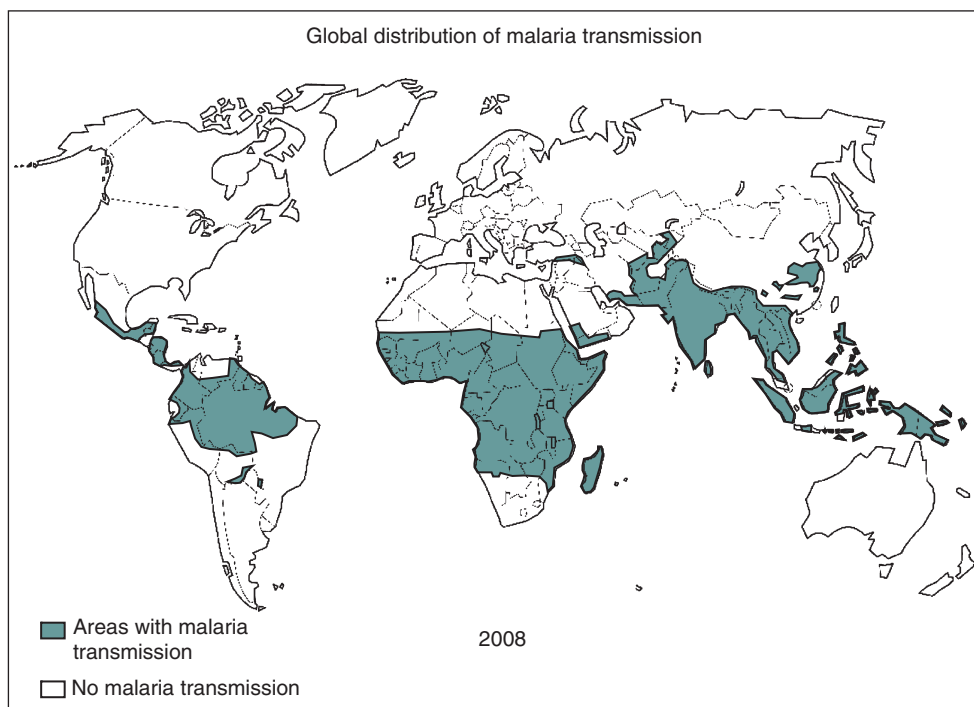 Global distribution of malaria transmission
Areas with malaria
transmission
2008
No malaria transmission